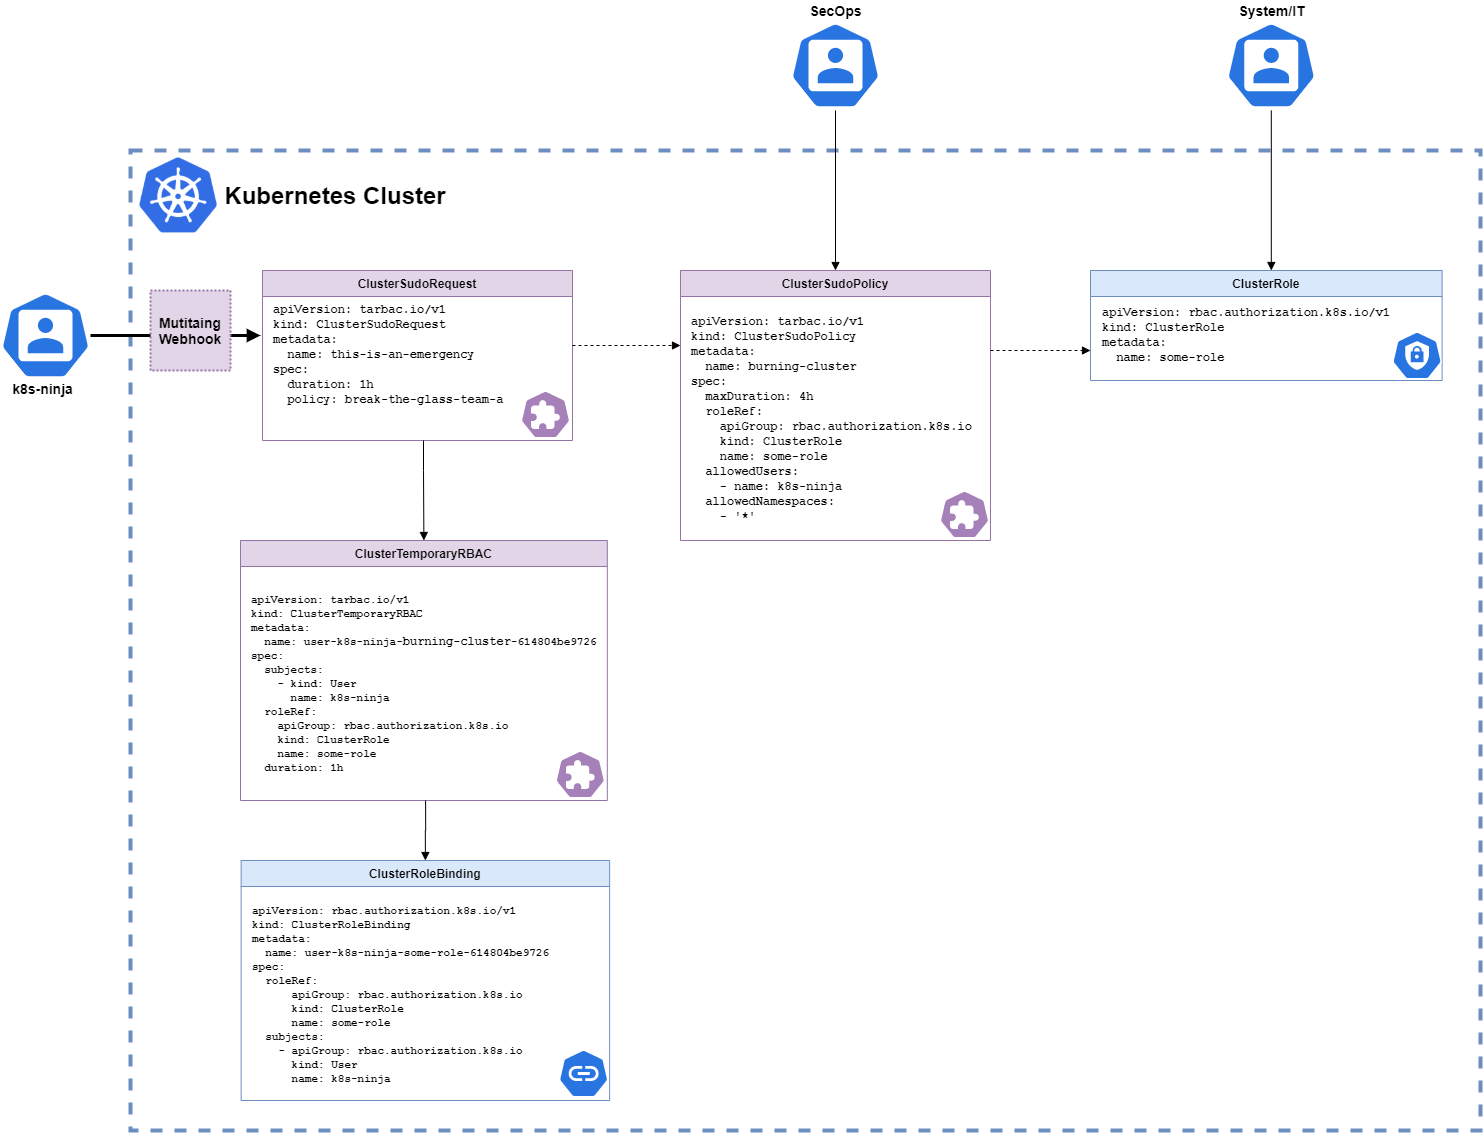 SecOps
System/IT
Kubernetes Cluster
k8s-ninja
Mutitaing
Webhook
ClusterSudoRequest
apiVersion: tarbac.io/v1
kind: ClusterSudoRequest
metadata:
  name: this-is-an-emergency
spec:
  duration: 1h
  policy: break-the-glass-team-a
ClusterSudoPolicy
apiVersion: tarbac.io/v1
kind: ClusterSudoPolicy
metadata:
  name: burning-cluster
spec:
  maxDuration: 4h
  roleRef:
    apiGroup: rbac.authorization.k8s.io
    kind: ClusterRole
    name: some-role
  allowedUsers:
    - name: k8s-ninja
  allowedNamespaces:
    - '*'
ClusterRole
apiVersion: rbac.authorization.k8s.io/v1
kind: ClusterRole
metadata:
  name: some-role
ClusterTemporaryRBAC
apiVersion: tarbac.io/v1
kind: ClusterTemporaryRBAC
metadata:
  name: user-k8s-ninja-burning-cluster-614804be9726
spec:
  subjects:
    - kind: User
      name: k8s-ninja
  roleRef:
    apiGroup: rbac.authorization.k8s.io
    kind: ClusterRole
    name: some-role
  duration: 1h
ClusterRoleBinding
apiVersion: rbac.authorization.k8s.io/v1
kind: ClusterRoleBinding
metadata:
  name: user-k8s-ninja-some-role-614804be9726
spec:
  roleRef:
      apiGroup: rbac.authorization.k8s.io
      kind: ClusterRole
      name: some-role
  subjects:
    - apiGroup: rbac.authorization.k8s.io
      kind: User
      name: k8s-ninja